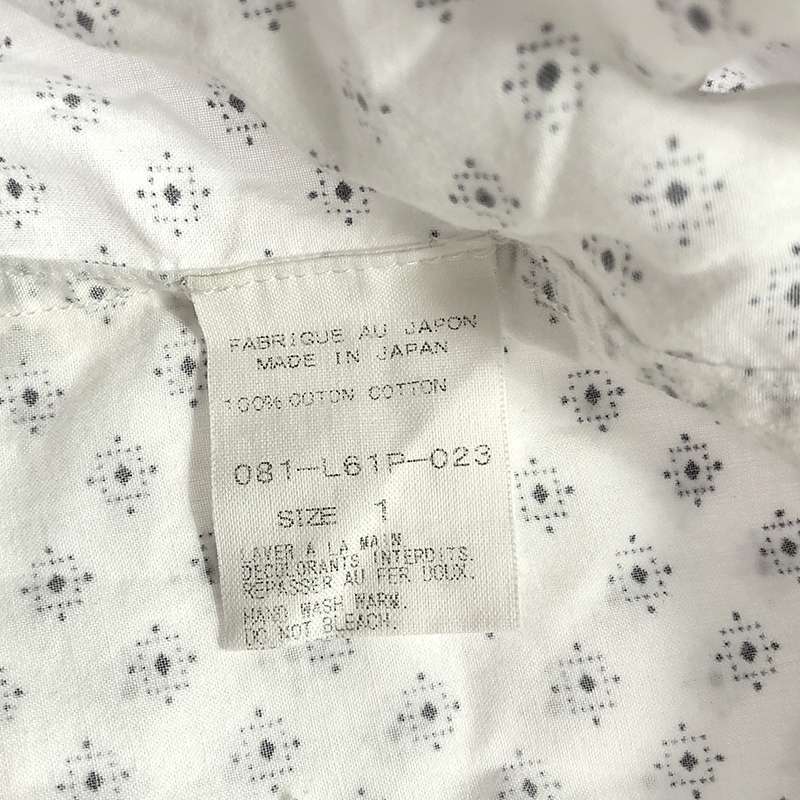 FABRIQUE AU JAPON
MADE IN JAPAN
100% COTON COTTON
081-L61P-023
SIZE 1
LAVER A LA MAIN
DECOLORANTS INTERDITS.
REPASSER AU FER DOUX.
HAND WASH WARM.
DO NOT BLEACH.